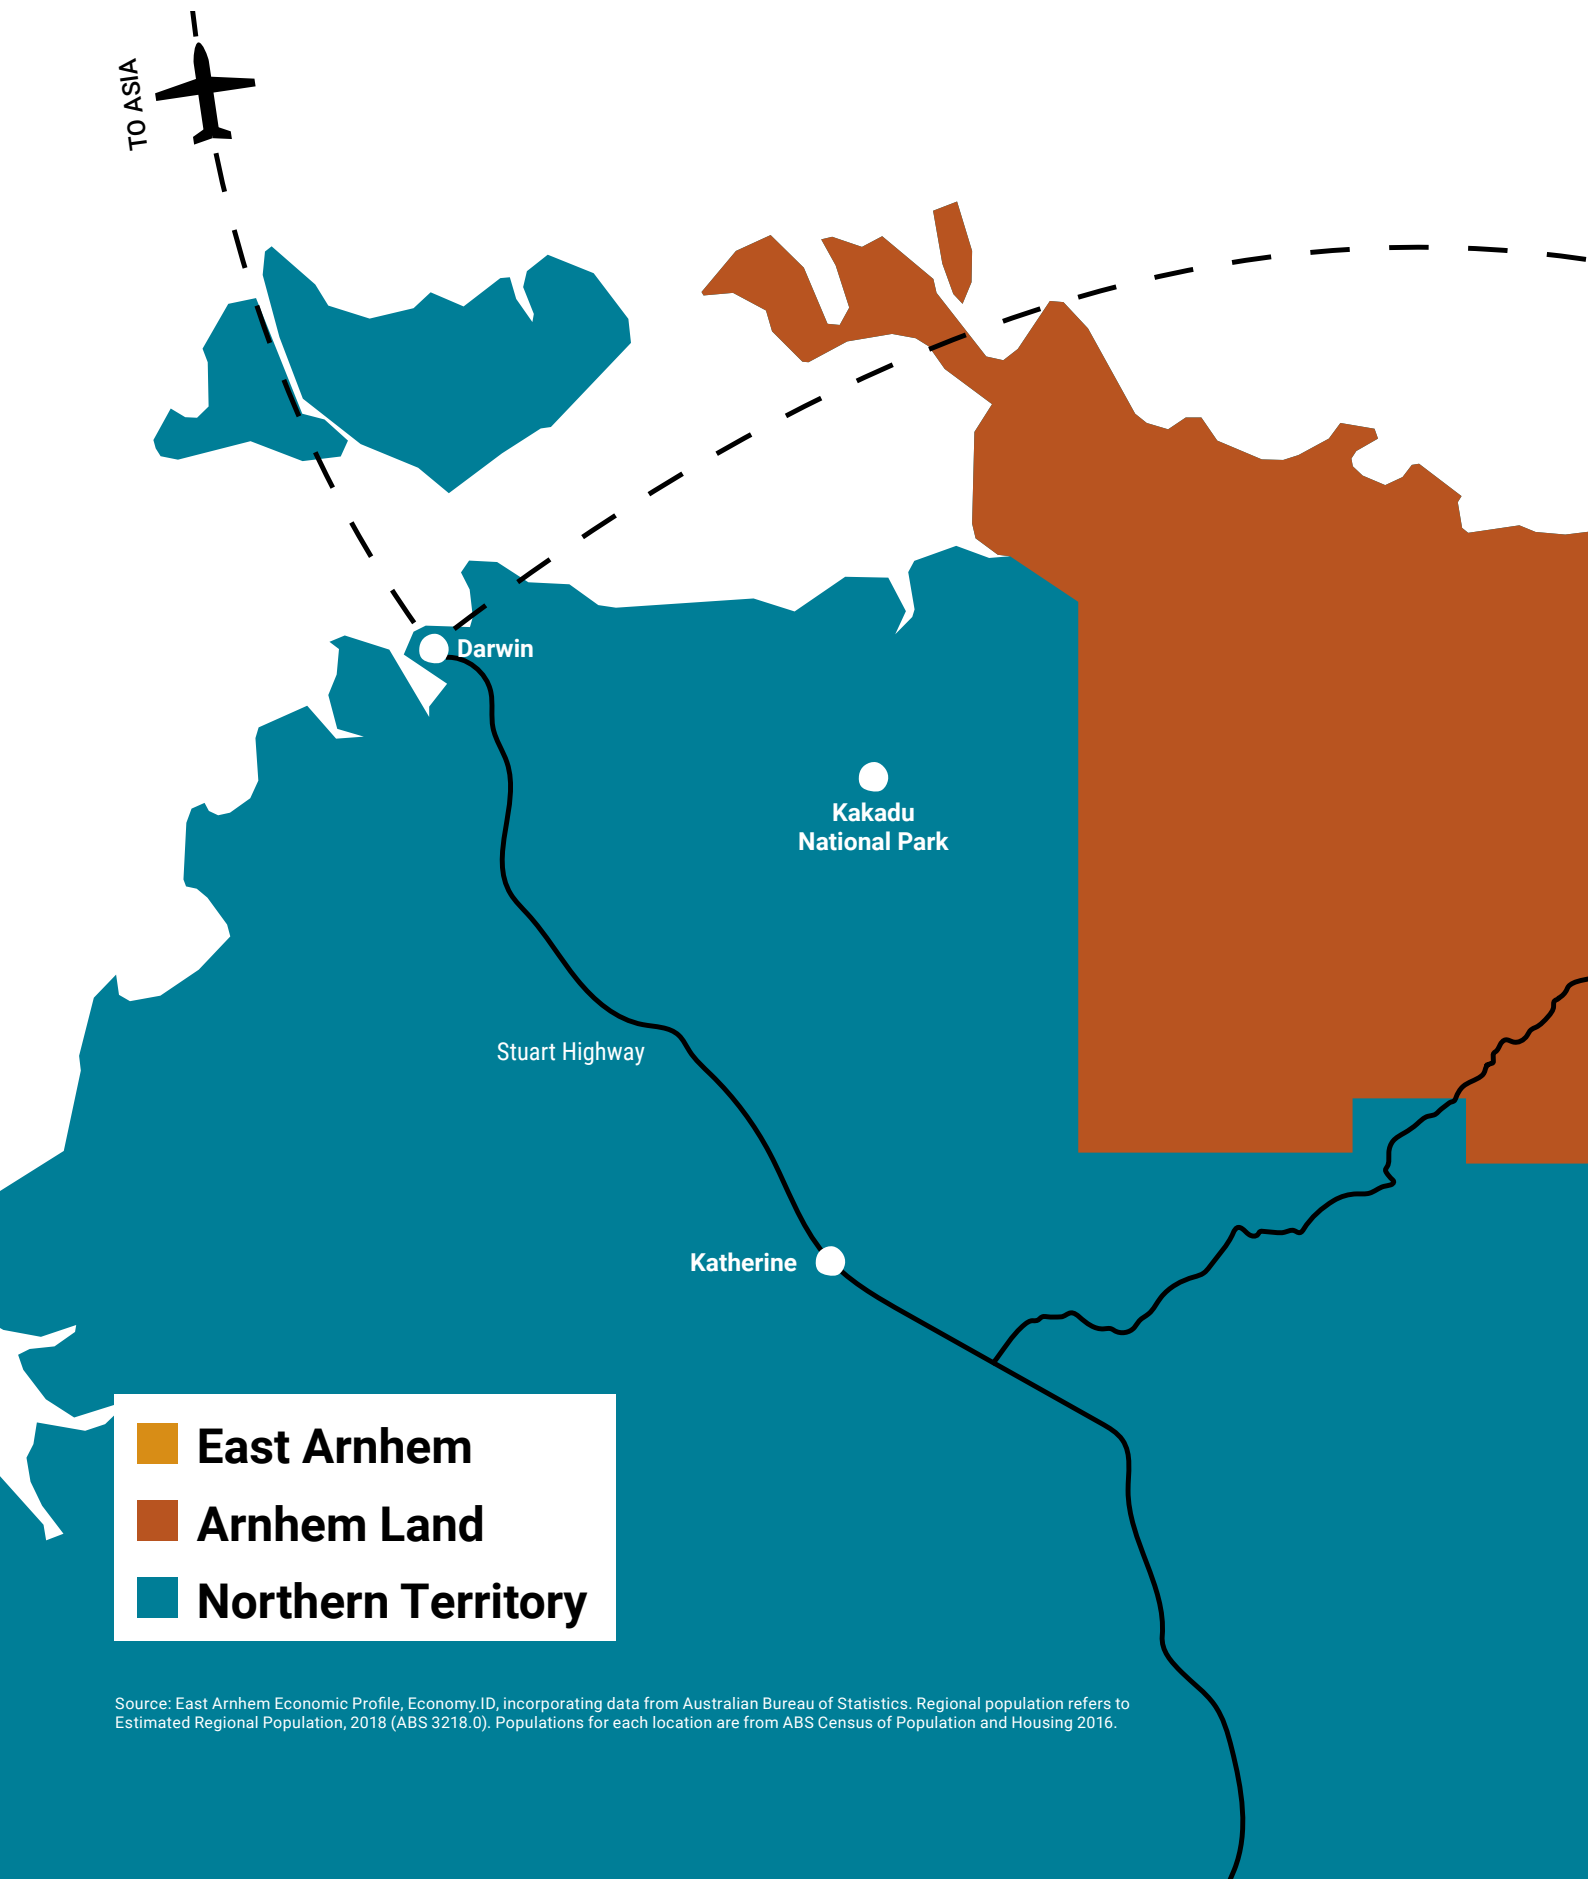 TO ASIA
Darwin
Kakadu
National Park
Stuart Highway
Katherine
East Arnhem
Arnhem Land
Northern Territory
Source: East Arnhem Economic Profile, Economy.ID, incorporating data from Australian Bureau of Statistics. Regional population refers to
Estimated Regional Population, 2018 (ABS 3218.0). Populations for each location are from ABS Census of Population and Housing 2016.